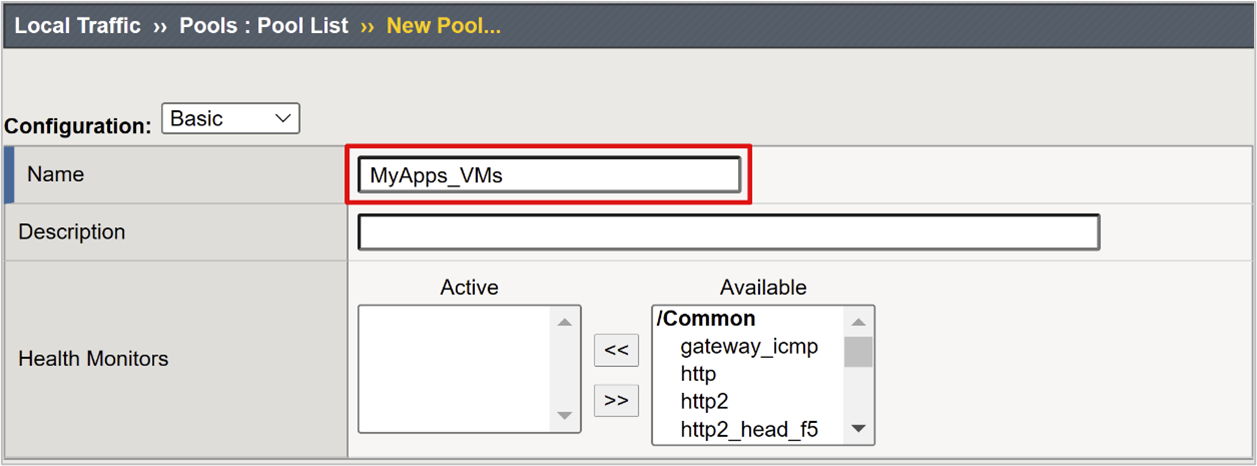 Local Traffic ›› Pools : Pool List ›› New Pool...
Configuration: Basic
Name MyApps_VMs
Description
Active Available
Health Monitors
<<
>>
/Common
gateway_icmp
http
http2
http2_head_f5